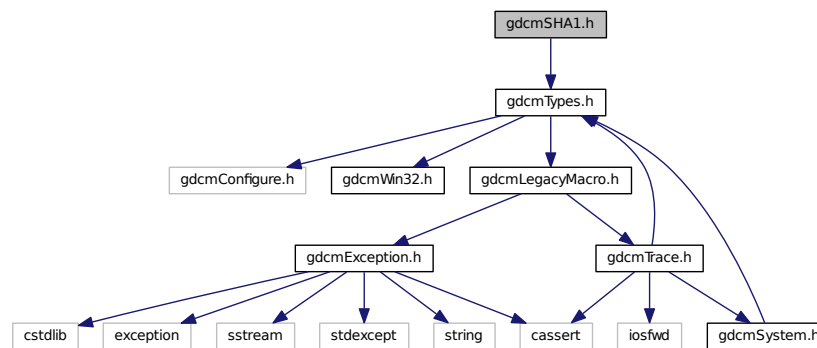 gdcmSHA1.h
gdcmTypes.h
gdcmConfigure.h gdcmWin32.h gdcmLegacyMacro.h
gdcmException.h gdcmTrace.h
cstdlib exception sstream stdexcept string cassert iosfwd gdcmSystem.h